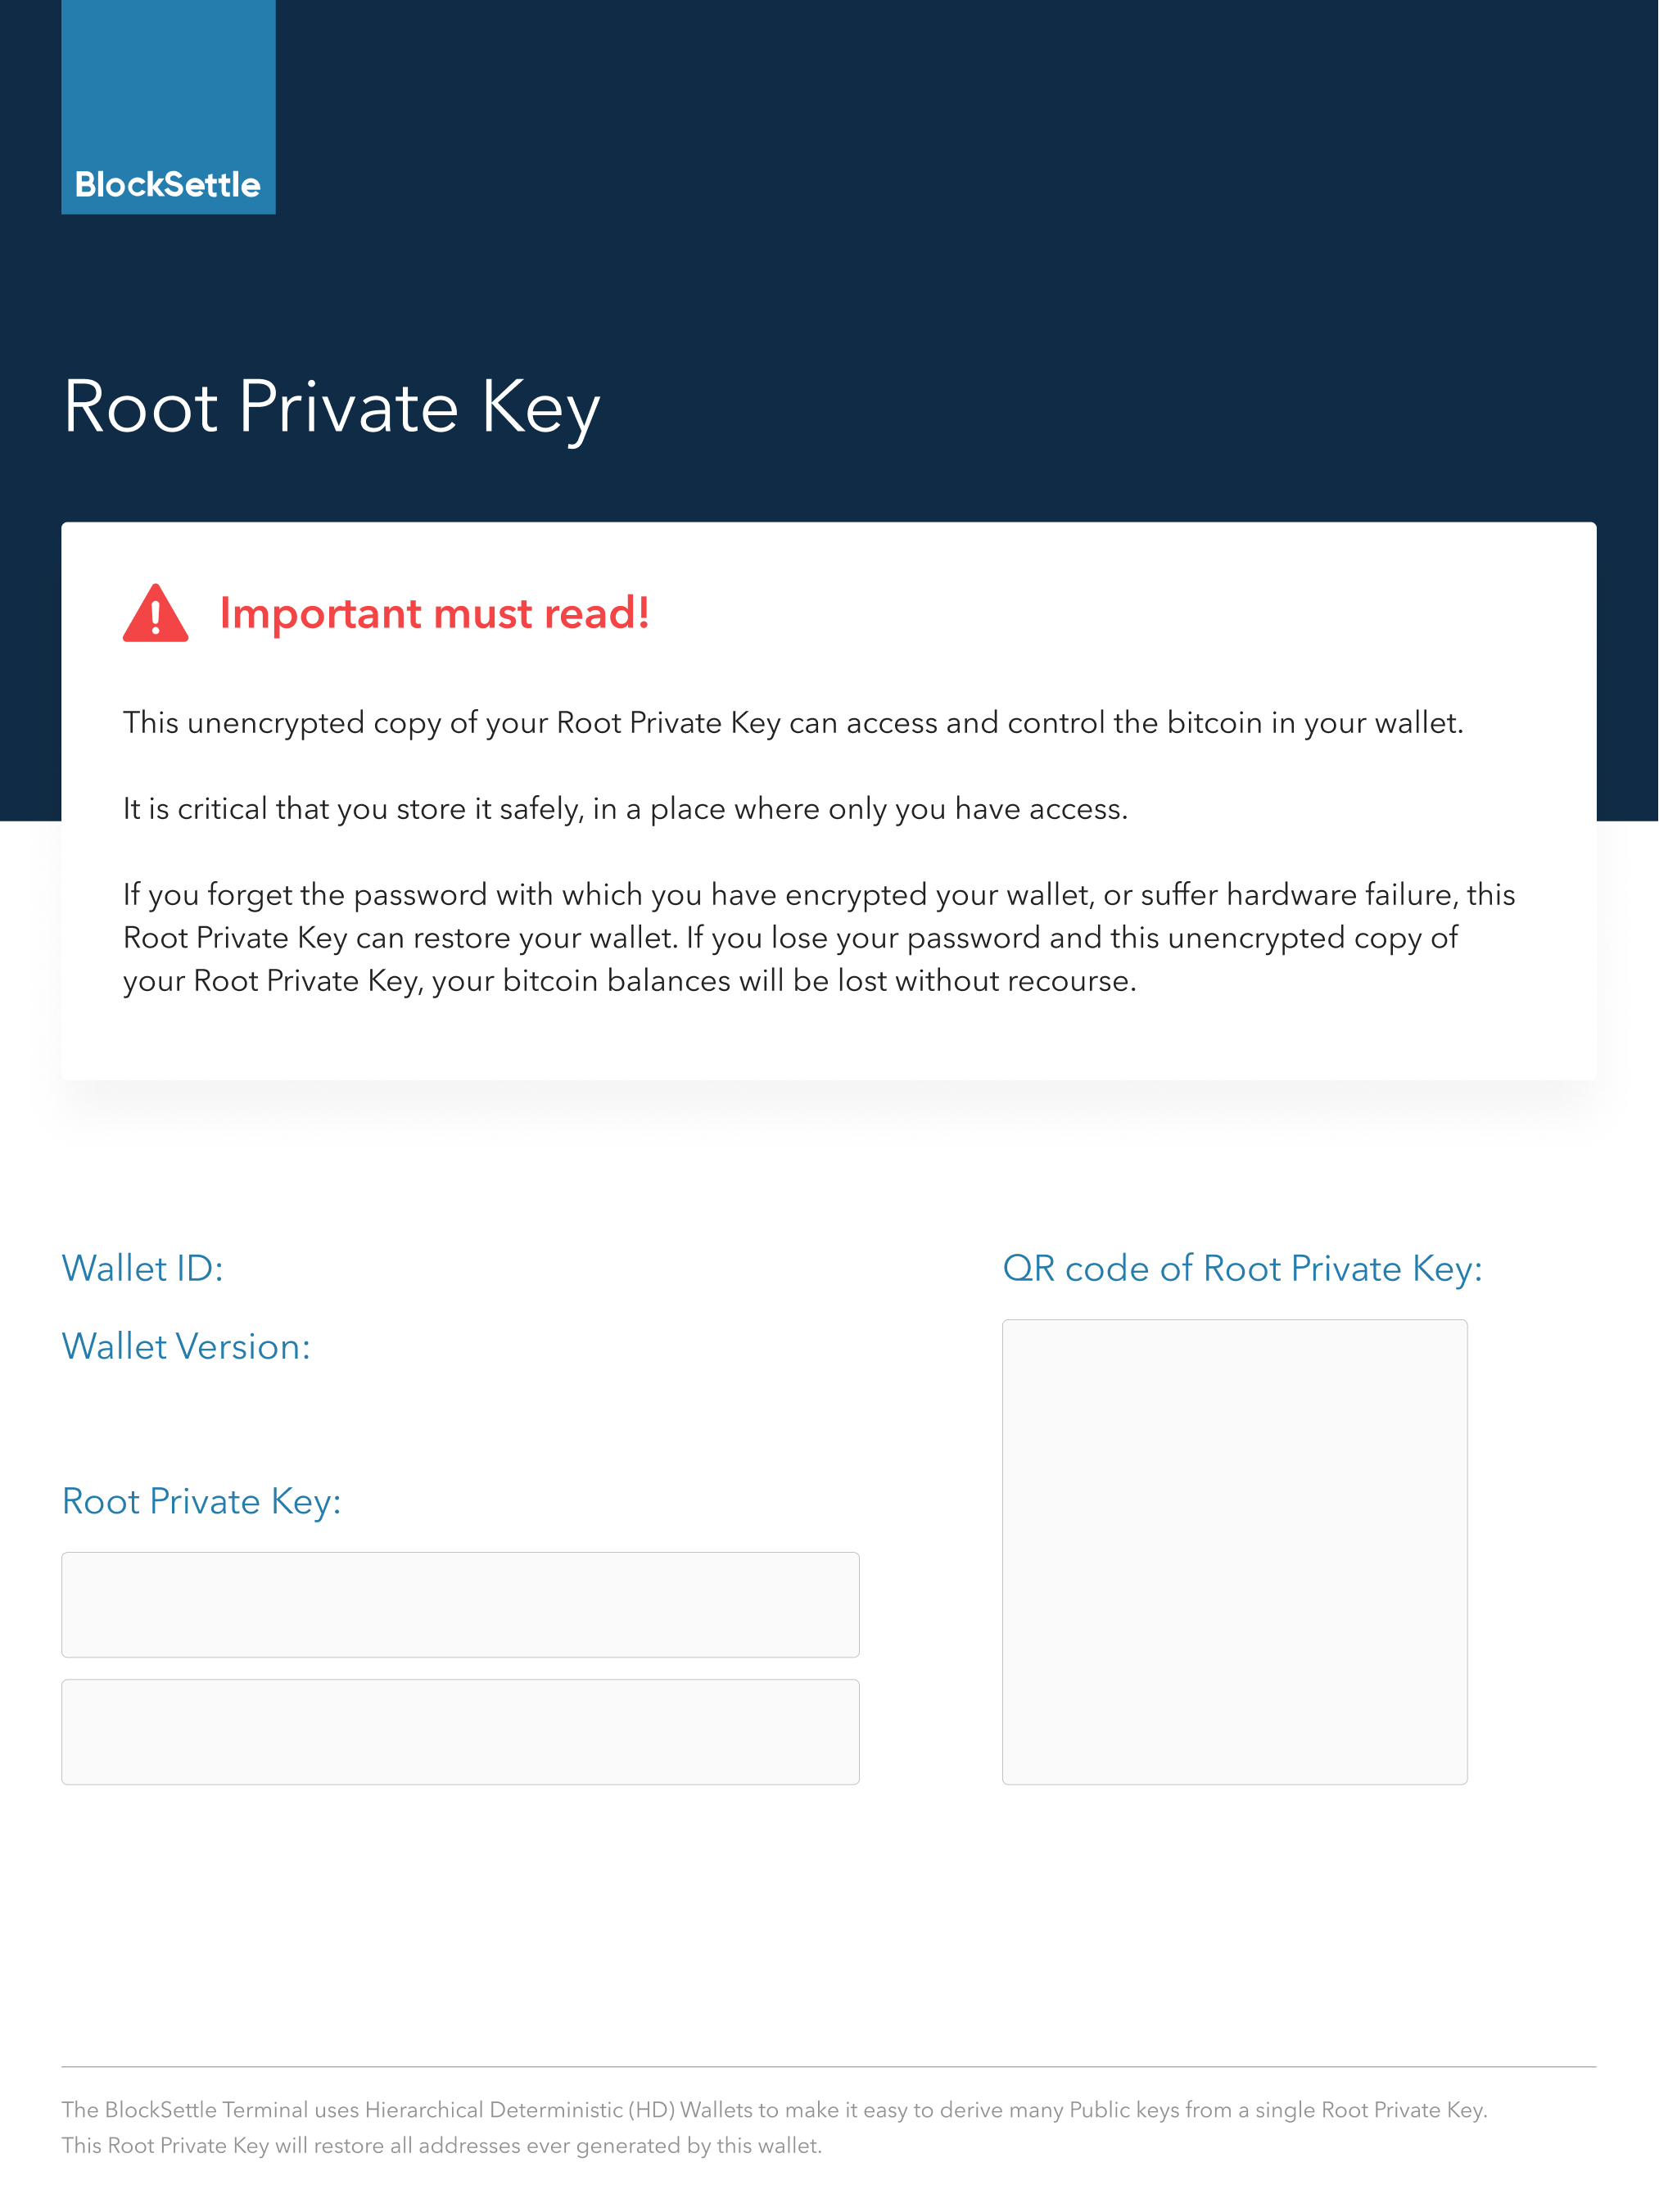 BlockSettle
Root Private Key
Important must read!
This unencrypted copy of your Root Private Key can access and control the bitcoin in your wallet.
It is critical that you store it safely, in a place where only you have access.
If you forget the password with which you have encrypted your wallet, or suffer hardware failure, this
Root Private Key can restore your wallet. If you lose your password and this unencrypted copy of
your Root Private Key, your bitcoin balances will be lost without recourse.
Wallet ID:
Wallet Version:
Root Private Key:
QR code of Root Private Key:
The BlockSettle Terminal uses Hierarchical Deterministic (HD) Wallets to make it easy to derive many Public keys from a single Root Private Key.
This Root Private Key will restore all addresses ever generated by this wallet.